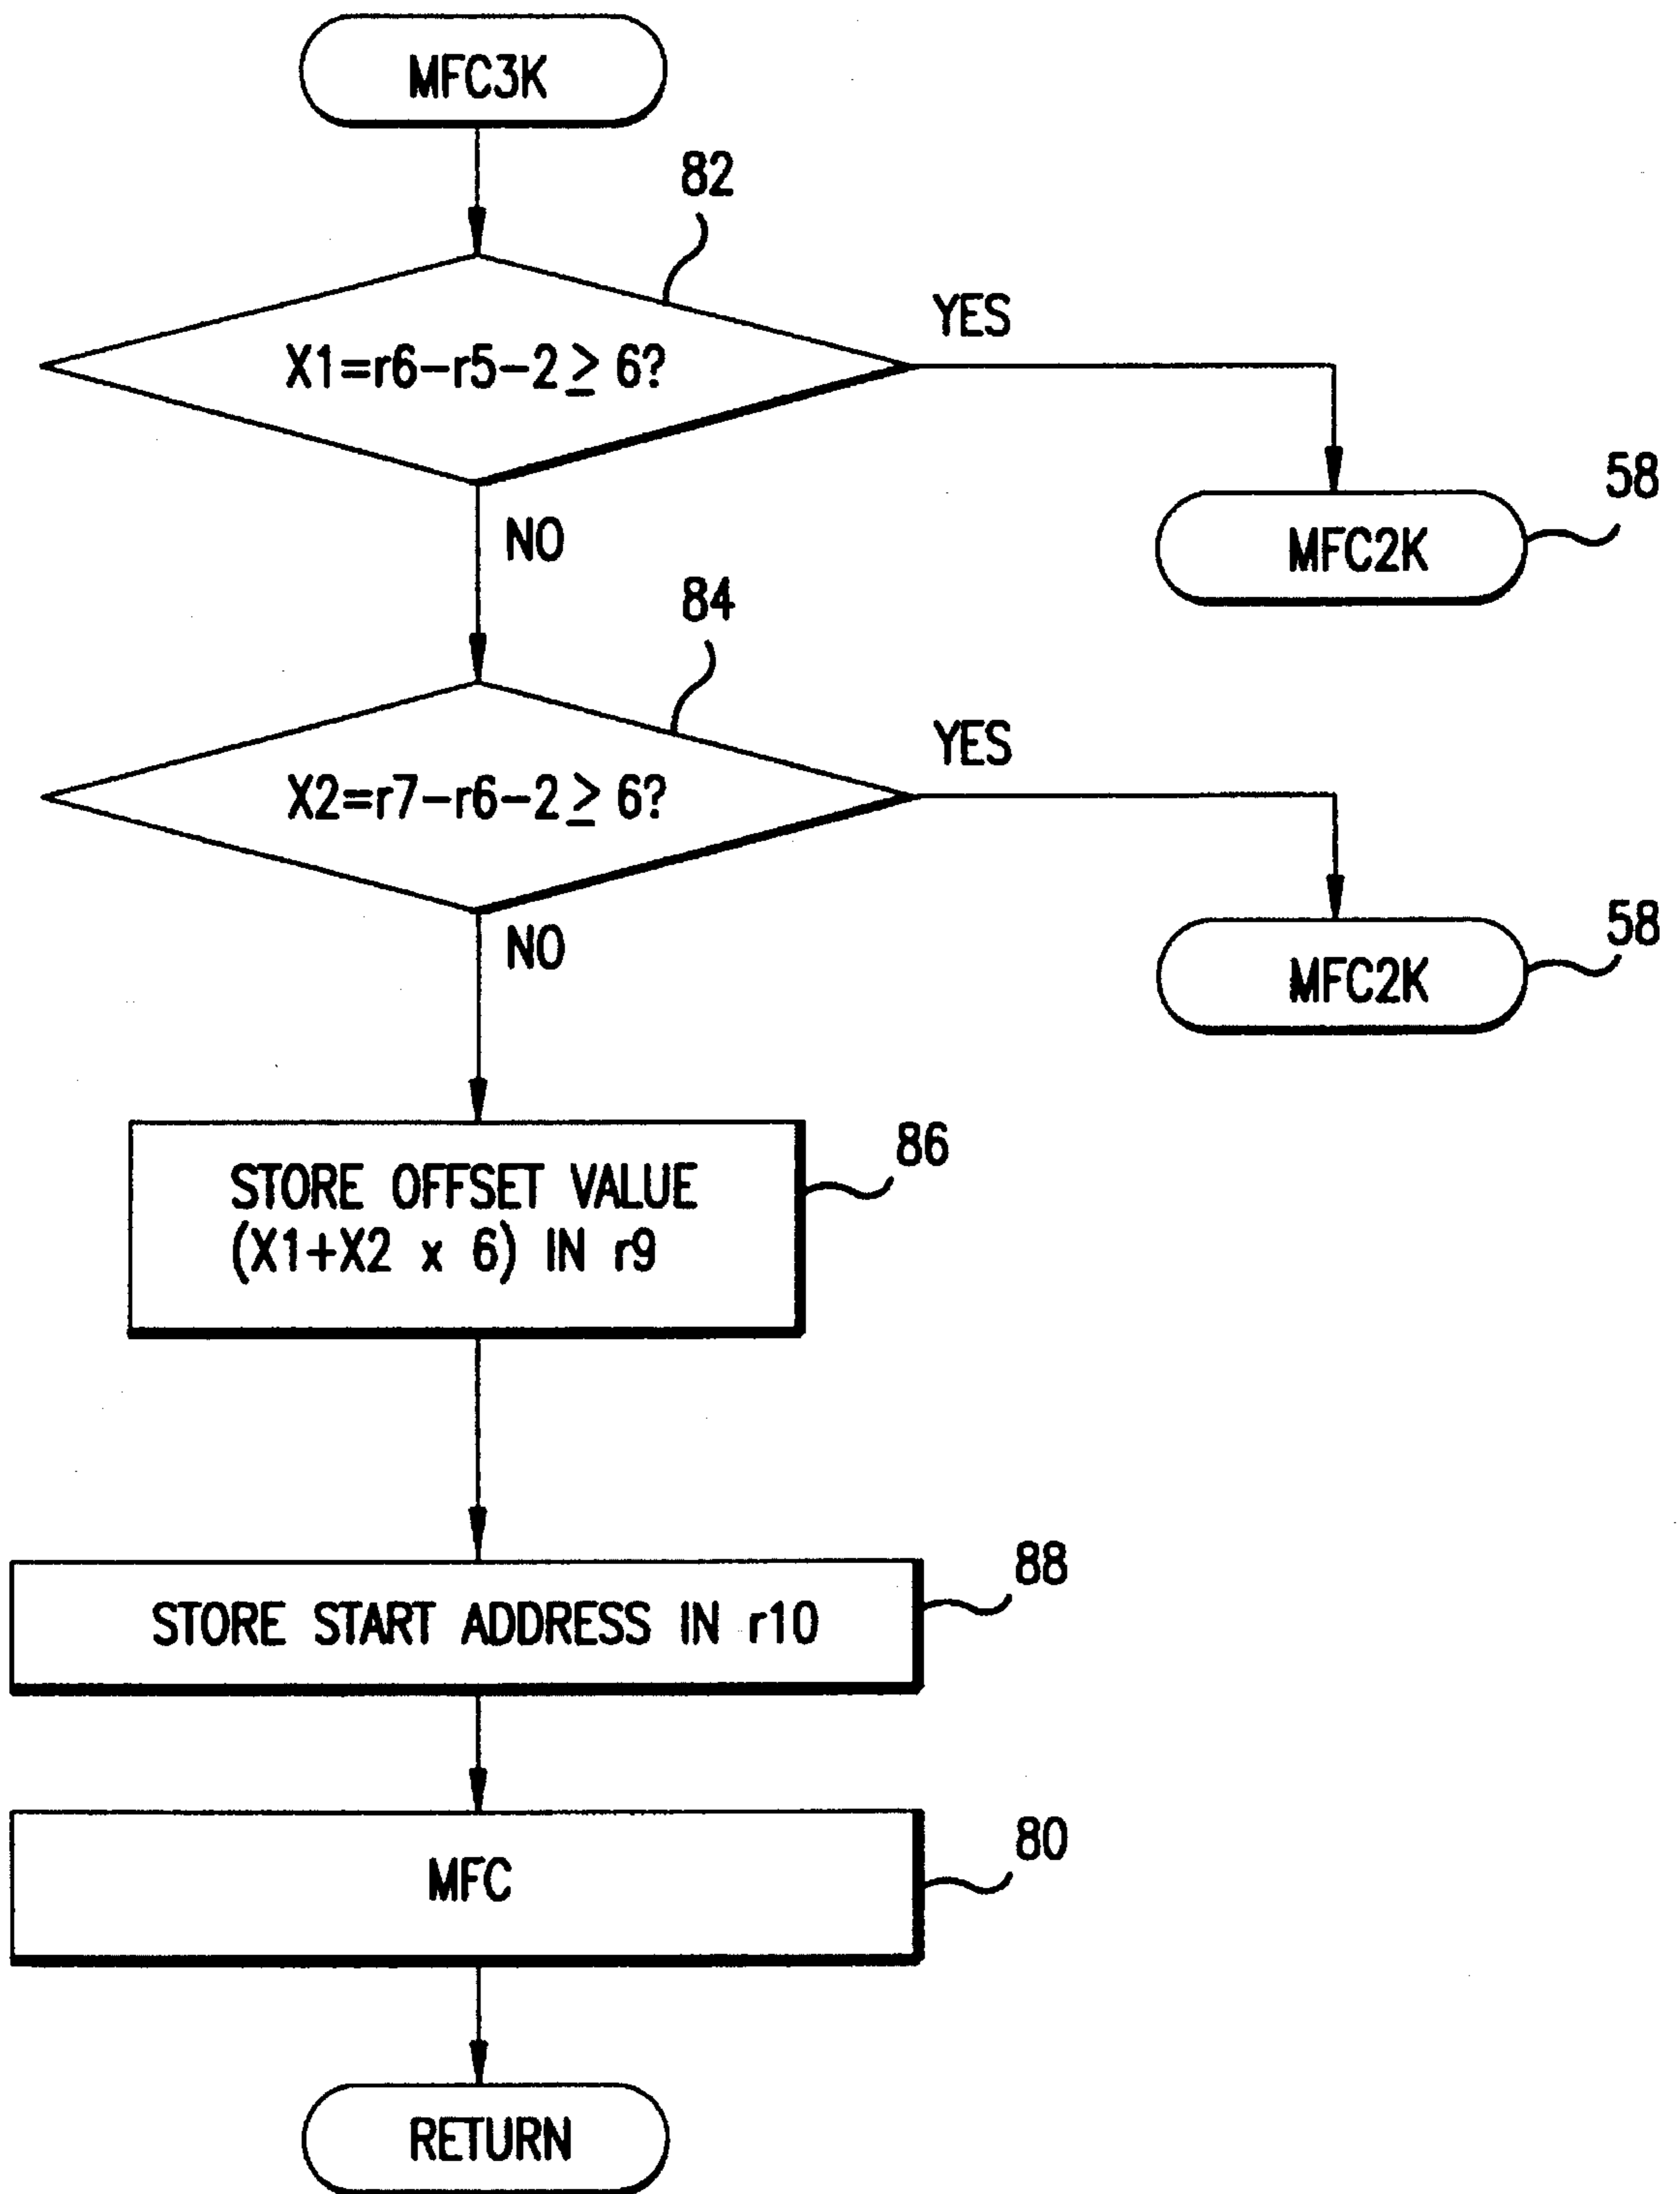 MFC3K
82
X1=r6-r5-2≥6?
YES
58
MFC2K
NO
84
X2=r7-r6-2≥6?
YES
58
MFC2K
NO
86
STORE OFFSET VALUE
(X1+X2 x 6) IN r9
88
STORE START ADDRESS IN r10
80
MFC
RETURN